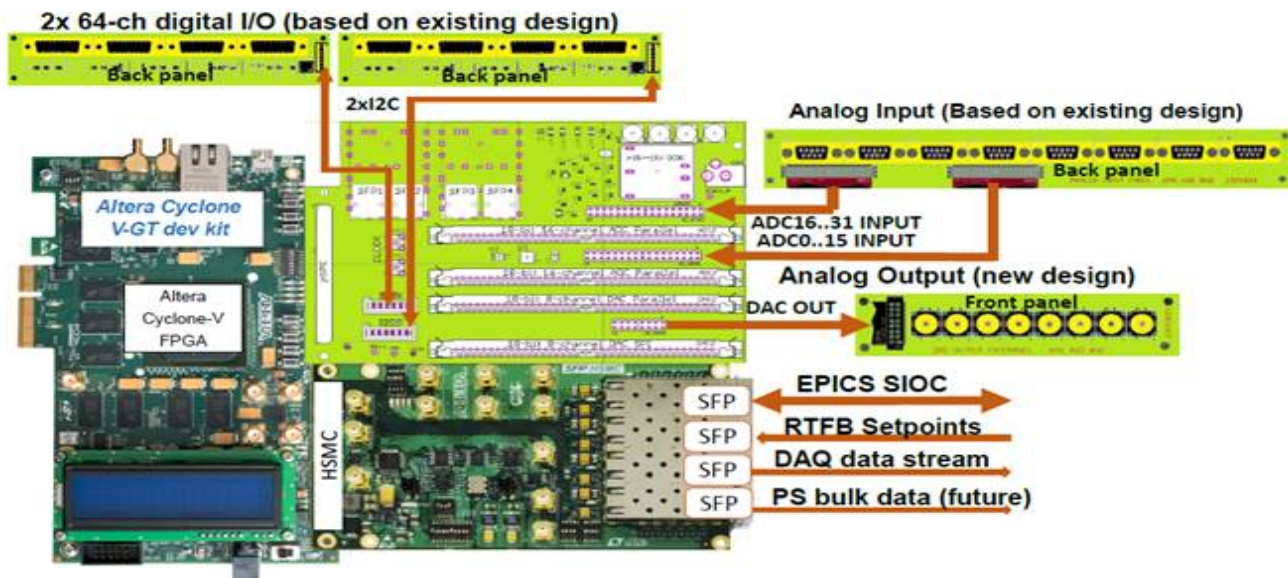 2x 64-ch digital I/O (based on existing design)
Back panel
Back panel
2xI2C
Analog Input (Based on existing design)
Back panel
Altera Cyclone
V-GT dev kit
SFP1
SFP3
SFP4
ADC16..31 INPUT
ADC0..15 INPUT
Analog Output (new design)
Front panel
DAC OUT
Altera
Cyclone-V
FPGA
HSMC
SFP
EPICS SIOC
SFP
RTFB Setpoints
SFP
DAQ data stream
SFP
PS bulk data (future)